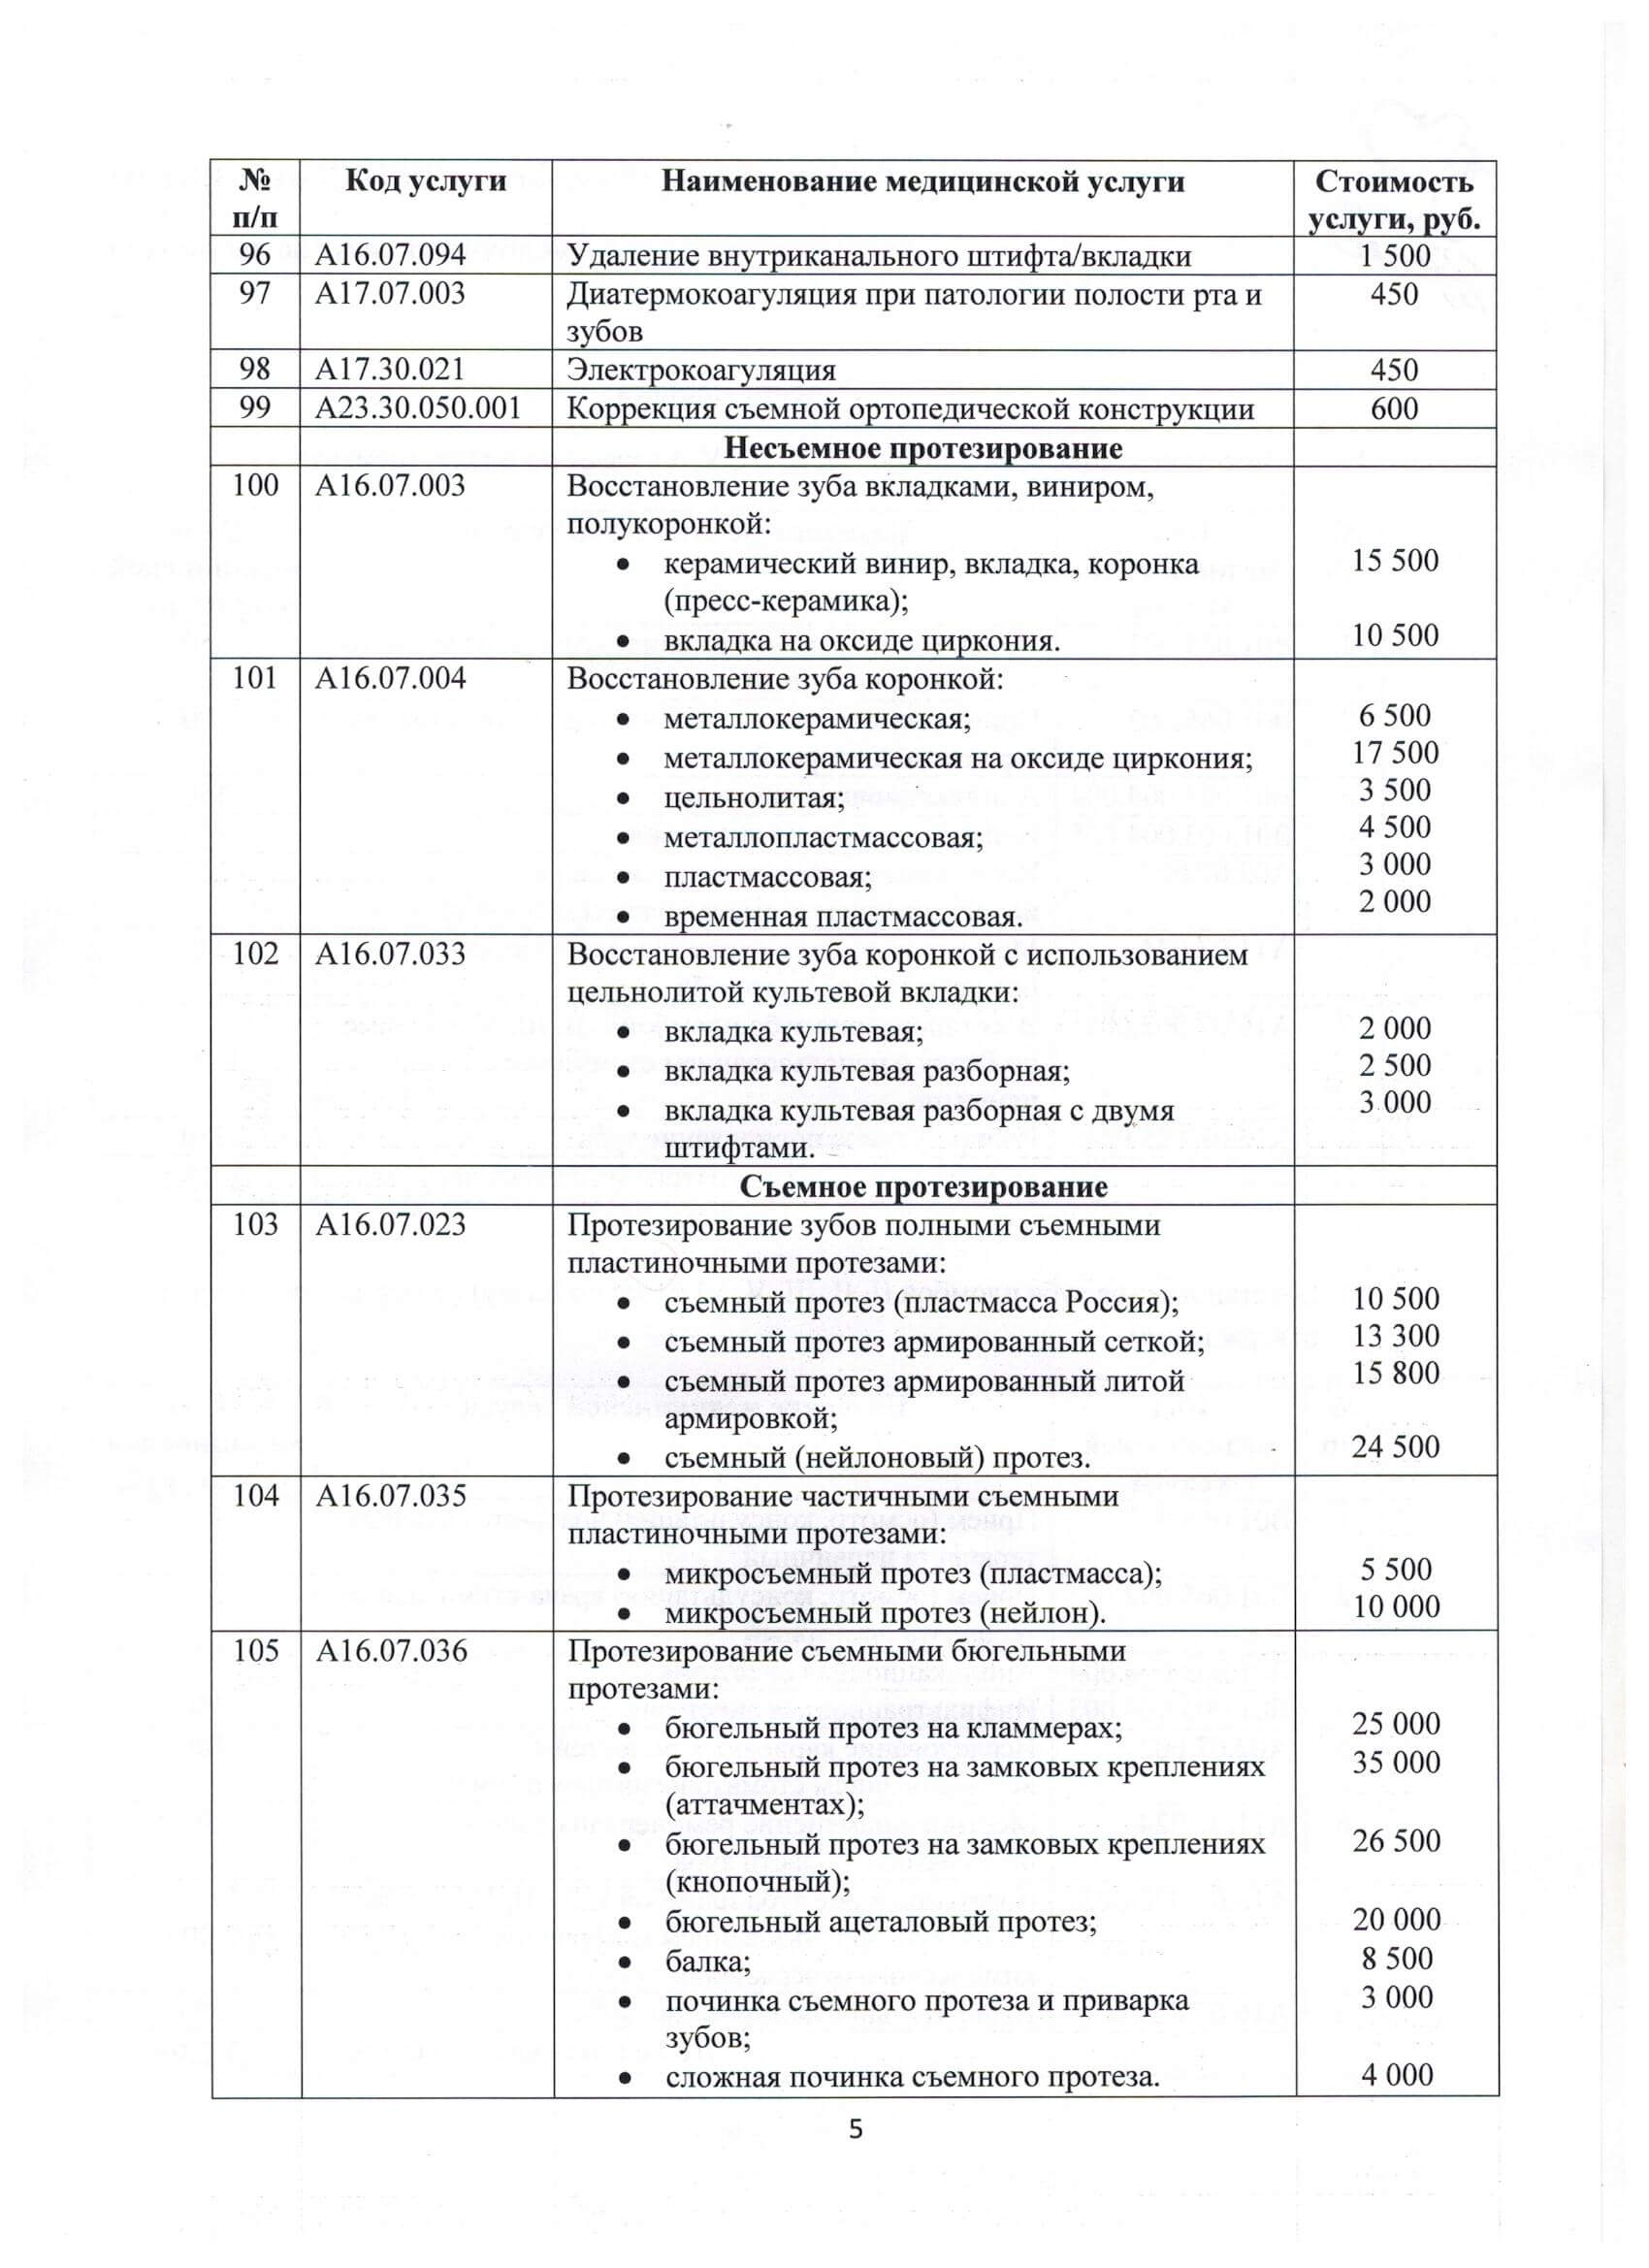 № Код услуги Наименование медицинской услуги Стоимость
п/п услуги, руб.
96 А16.07.094 Удаление внутриканального штифта/вкладки 1 500
97 А17.07.003 Диатермокоагуляция при патологии полости рта и 450
зубов
98 А17.30.021 Электрокоагуляция 450
99 А23.30.050.001 Коррекция съемной ортопедической конструкции 600
Несъемное протезирование
100 А16.07.003 Восстановление зуба вкладками, виниром,
полукоронкой:
• керамический винир, вкладка, коронка 15 500
(пресс-керамика);
• вкладка на оксиде циркония. 10 500
101 А16.07.004 Восстановление зуба коронкой:
• металлокерамическая; 6 500
• металлокерамическая на оксиде циркония; 17 500
• цельнолитая; 3 500
• металлопластмассовая; 4 500
• пластмассовая; 3 000
• временная пластмассовая. 2 000
102 А16.07.033 Восстановление зуба коронкой с использованием
цельнолитой культевой вкладки:
• вкладка культевая; 2 000
• вкладка культевая разборная; 2 500
• вкладка культевая разборная с двумя 3 000
штифтами.
Съемное протезирование
103 А16.07.023 Протезирование зубов полными съемными
пластиночными протезами:
• съемный протез (пластмасса Россия); 10 500
• съемный протез армированный сеткой; 13 300
• съемный протез армированный литой 15 800
армировкой;
• съемный (нейлоновый) протез. 24 500
104 А16.07.035 Протезирование частичными съемными
пластиночными протезами:
• микросъемный протез (пластмасса); 5 500
• микросъемный протез (нейлон). 10 000
105 А16.07.036 Протезирование съемными бюгельными
протезами:
• бюгельный протез на кламмерах; 25 000
• бюгельный протез на замковых креплениях 35 000
(аттачментах);
• бюгельный протез на замковых креплениях 26 500
(кнопочный);
• бюгельный ацеталовый протез; 20 000
• балка; 8 500
• починка съемного протеза и приварка 3 000
зубов;
• сложная починка съемного протеза. 4 000
5